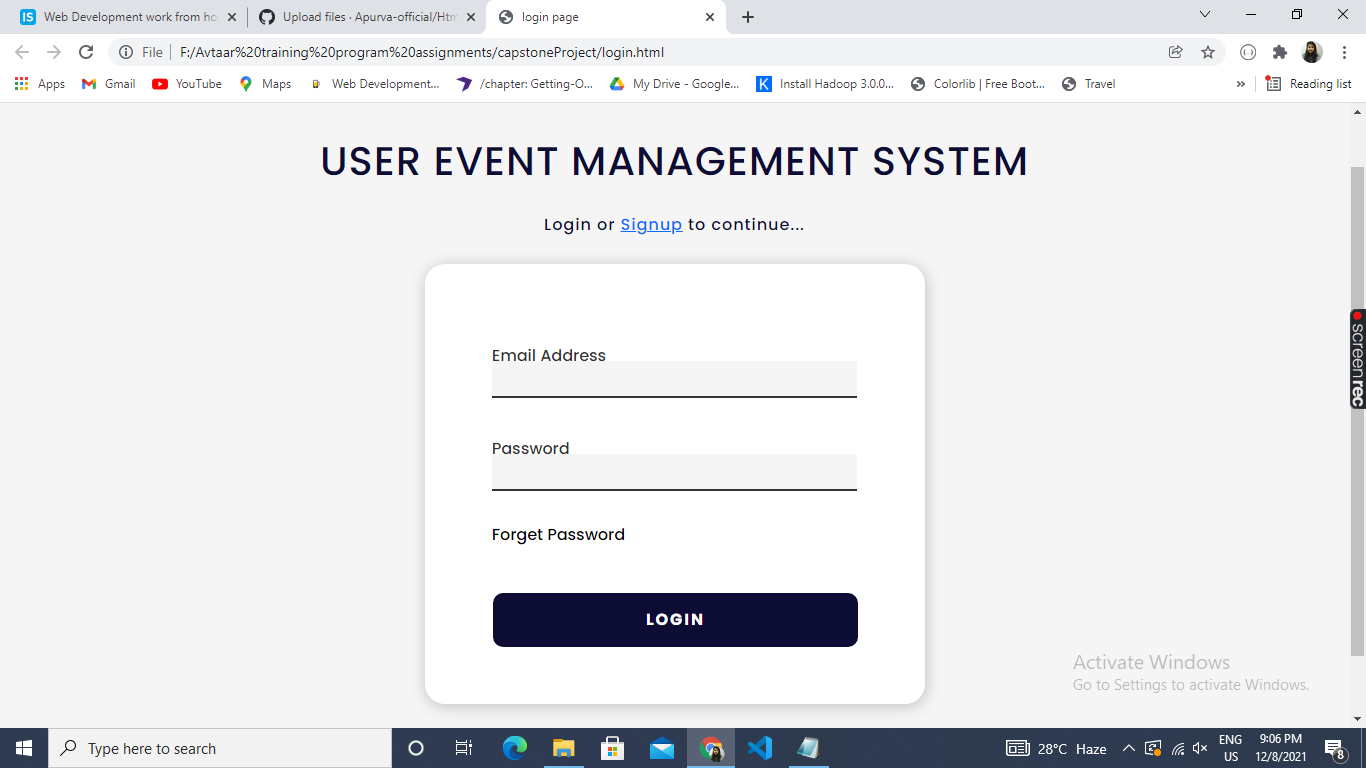 Web Development work from ho
Upload files · Apurva-official/Htm
login page
File
F:/Avtaar%20training%20program%20assignments/capstoneProject/login.html
Apps
Gmail
YouTube
Maps
Web Development...
/chapter: Getting-O...
My Drive - Google...
Install Hadoop 3.0.0...
Colorlib | Free Boot...
Travel
»
Reading list
USER EVENT MANAGEMENT SYSTEM
Login or Signup to continue...
Email Address
Password
Forget Password
LOGIN
screenrec
Activate Windows
Go to Settings to activate Windows.
Type here to search
28°C Haze
ENG
US
9:06 PM
12/8/2021
8